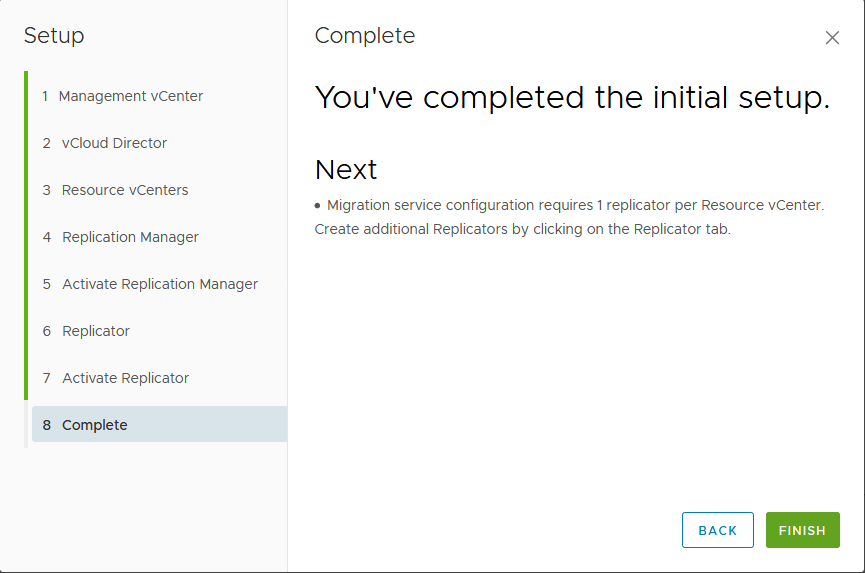 Setup
1 Management vCenter
2 vCloud Director
3 Resource vCenters
4 Replication Manager
5 Activate Replication Manager
6 Replicator
7 Activate Replicator
8 Complete
Complete
You've completed the initial setup.
Next
• Migration service configuration requires 1 replicator per Resource vCenter.
Create additional Replicators by clicking on the Replicator tab.
BACK
FINISH